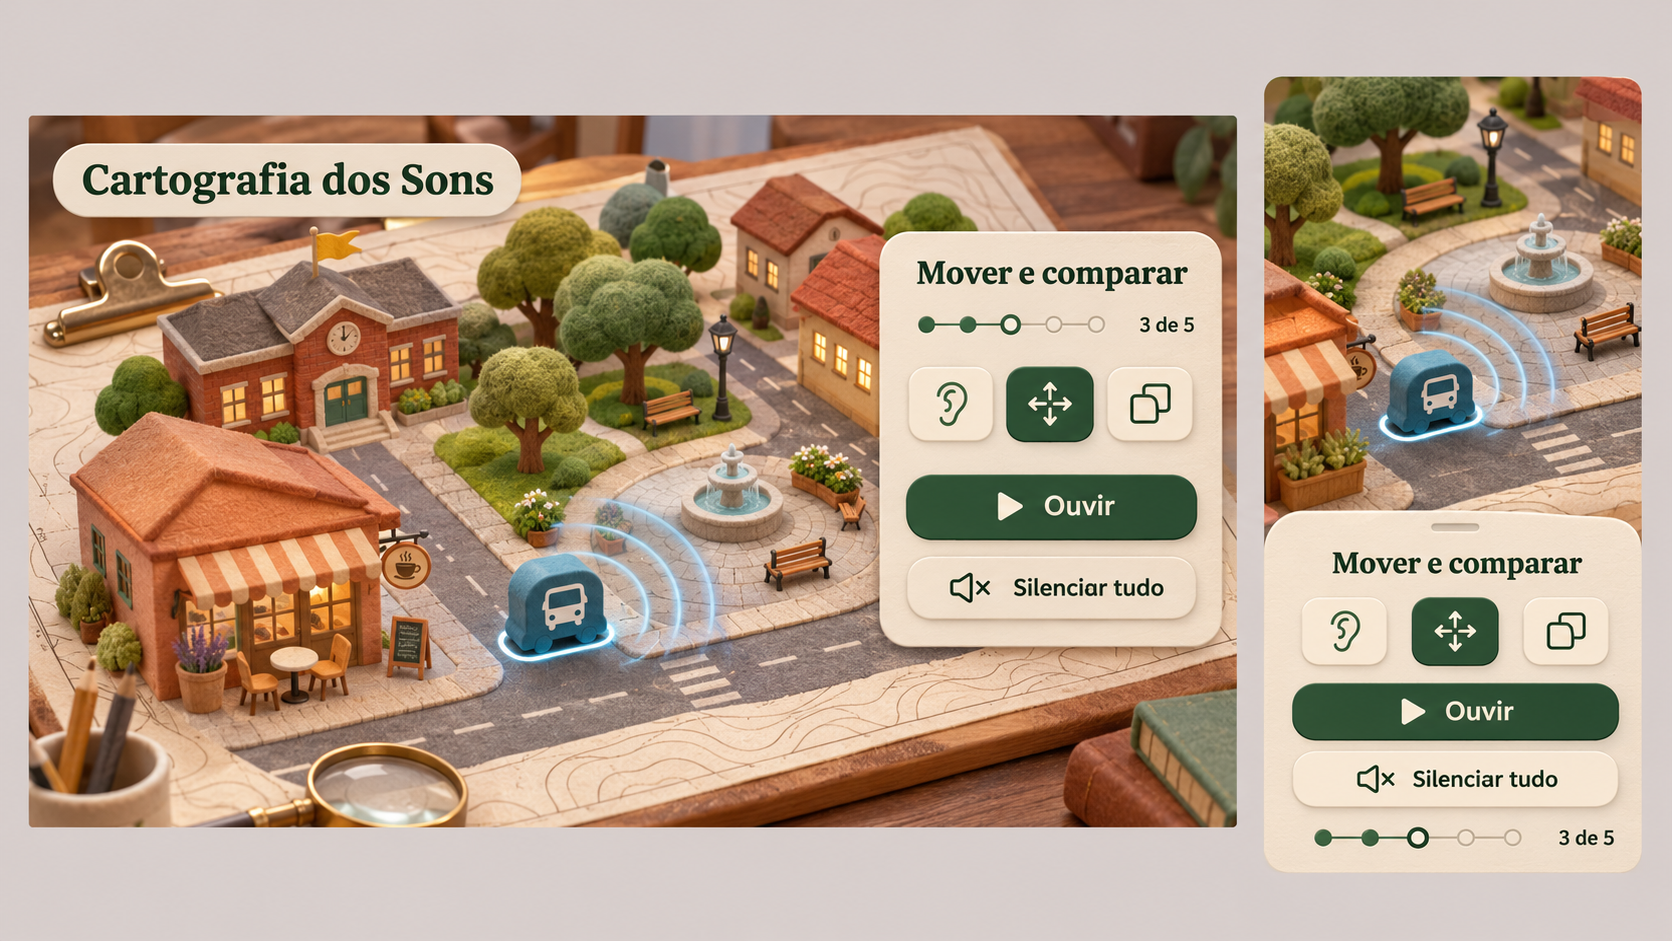 Cartografia dos Sons
Mover e comparar
3 de 5
Ouvir
Silenciar tudo
Mover e comparar
Ouvir
Silenciar tudo
3 de 5